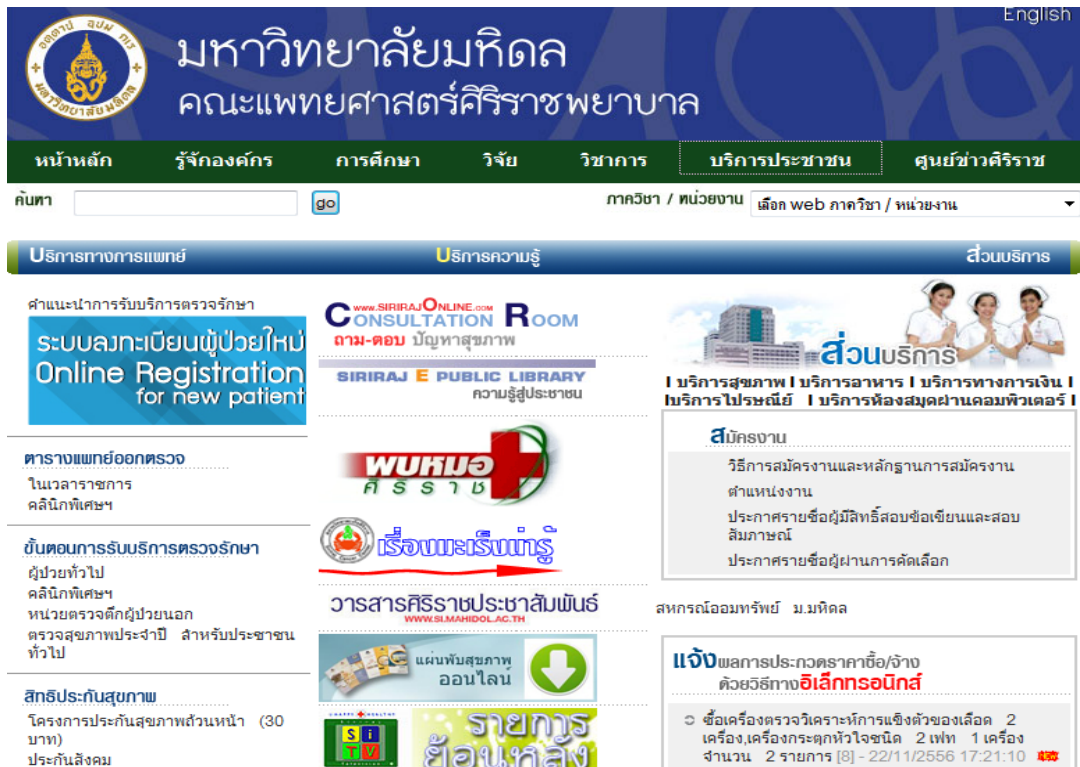 English
มหาวิทยาลัยมหิดล
คณะแพทยศาสตร์ศิริราชพยาบาล
หน้าหลัก รู้จักองค์กร การศึกษา วิจัย วิชาการ บริการประชาชน ศูนย์ข่าวศิริราช
ค้นหา go ภาควิชา / หน่วยงาน เลือก web ภาควิชา / หน่วยงาน
บริการทางการแพทย์ บริการความรู้ ส่วนบริการ
คำแนะนำการรับบริการตรวจรักษา
ระบบลงทะเบียนผู้ป่วยใหม่
Online Registration
for new patient
ตารางแพทย์ออกตรวจ
ในเวลาราชการ
คลินิกพิเศษฯ
ขั้นตอนการรับบริการตรวจรักษา
ผู้ป่วยทั่วไป
คลินิกพิเศษฯ
หน่วยตรวจตึกผู้ป่วยนอก
ตรวจสุขภาพประจำปี สำหรับประชาชน
ทั่วไป
สิทธิประกันสุขภาพ
โครงการประกันสุขภาพถ้วนหน้า (30
บาท)
ประกันสังคม
www.SIRIRAJONLINE.com
CONSULTATION ROOM
ถาม-ตอบ ปัญหาสุขภาพ
SIRIRAJ E PUBLIC LIBRARY
ความรู้สู่ประชาชน
พบหมอ
ศิริราช
เรื่องมะเร็งน่ารู้
วารสารศิริราชประชาสัมพันธ์
WWW.SI.MAHIDOL.AC.TH
แผ่นพับสุขภาพ
ออนไลน์
Si
TV
รายการ
ย้อนหลัง
ส่วนบริการ
l บริการสุขภาพ l บริการอาหาร l บริการทางการเงิน l
lบริการไปรษณีย์ l บริการห้องสมุดผ่านคอมพิวเตอร์ l
สมัครงาน
วิธีการสมัครงานและหลักฐานการสมัครงาน
ตำแหน่งงาน
ประกาศรายชื่อผู้มีสิทธิ์สอบข้อเขียนและสอบ
สัมภาษณ์
ประกาศรายชื่อผู้ผ่านการคัดเลือก
สหกรณ์ออมทรัพย์ ม.มหิดล
แจ้งผลการประกวดราคาซื้อ/จ้าง
ด้วยวิธีทางอิเล็กทรอนิกส์
ซื้อเครื่องตรวจวิเคราะห์การแข็งตัวของเลือด 2
เครื่อง,เครื่องกระตุกหัวใจชนิด 2 เฟท 1 เครื่อง
จำนวน 2 รายการ [8] - 22/11/2556 17:21:10